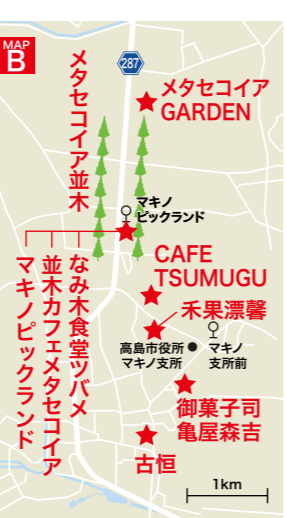 MAP
B
287
メタセコイア並木
メタセコイア
GARDEN
マキノ
ピックランド
なみ木食堂ツバメ
並木カフェメタセコイア
マキノピックランド
CAFE
TSUMUGU
禾果漂馨
高島市役所
マキノ支所
マキノ
支所前
御菓子司
亀屋森吉
古恒
1km